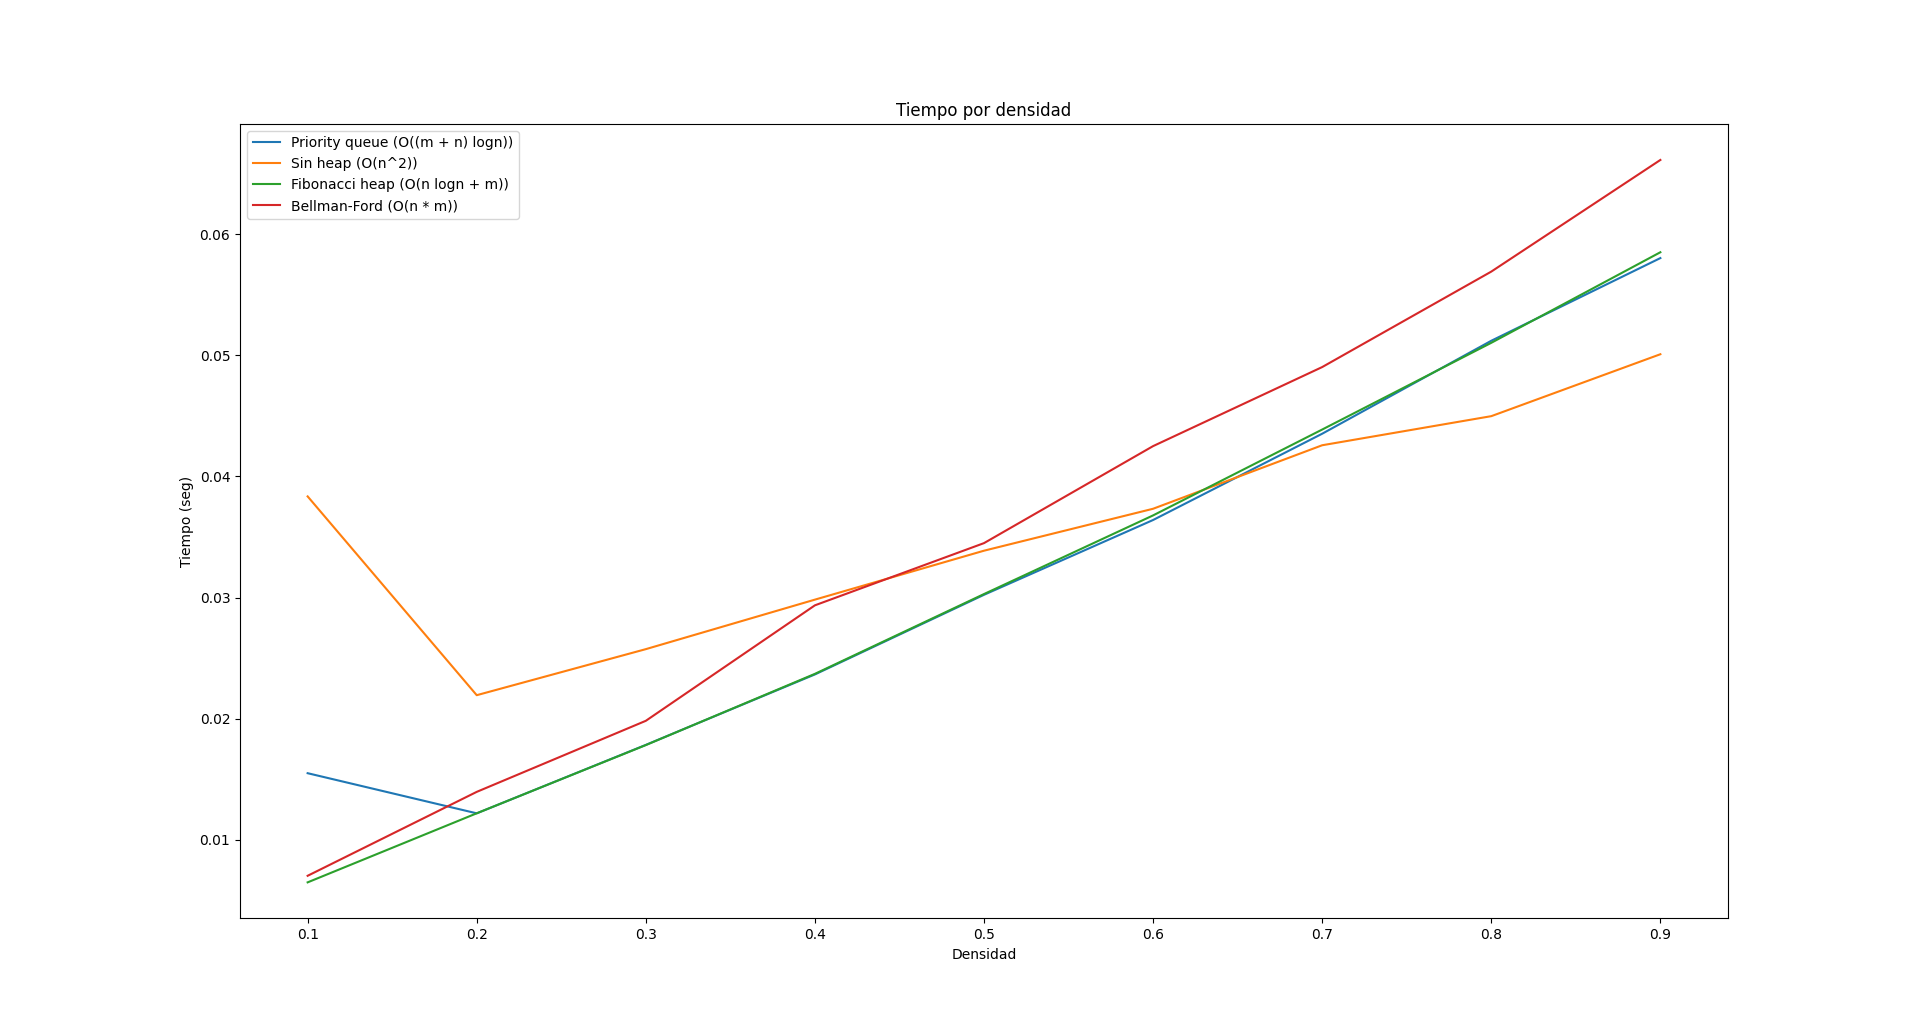 Tiempo por densidad
Priority queue (O((m + n) logn))
Sin heap (O(n^2))
Fibonacci heap (O(n logn + m))
Bellman-Ford (O(n * m))
0.06
0.05
0.04
0.03
0.02
0.01
Tiempo (seg)
0.1 0.2 0.3 0.4 0.5 0.6 0.7 0.8 0.9
Densidad